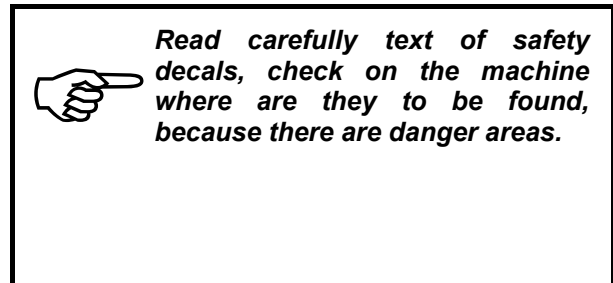 Read carefully text of safety
decals, check on the machine
where are they to be found,
because there are danger areas.